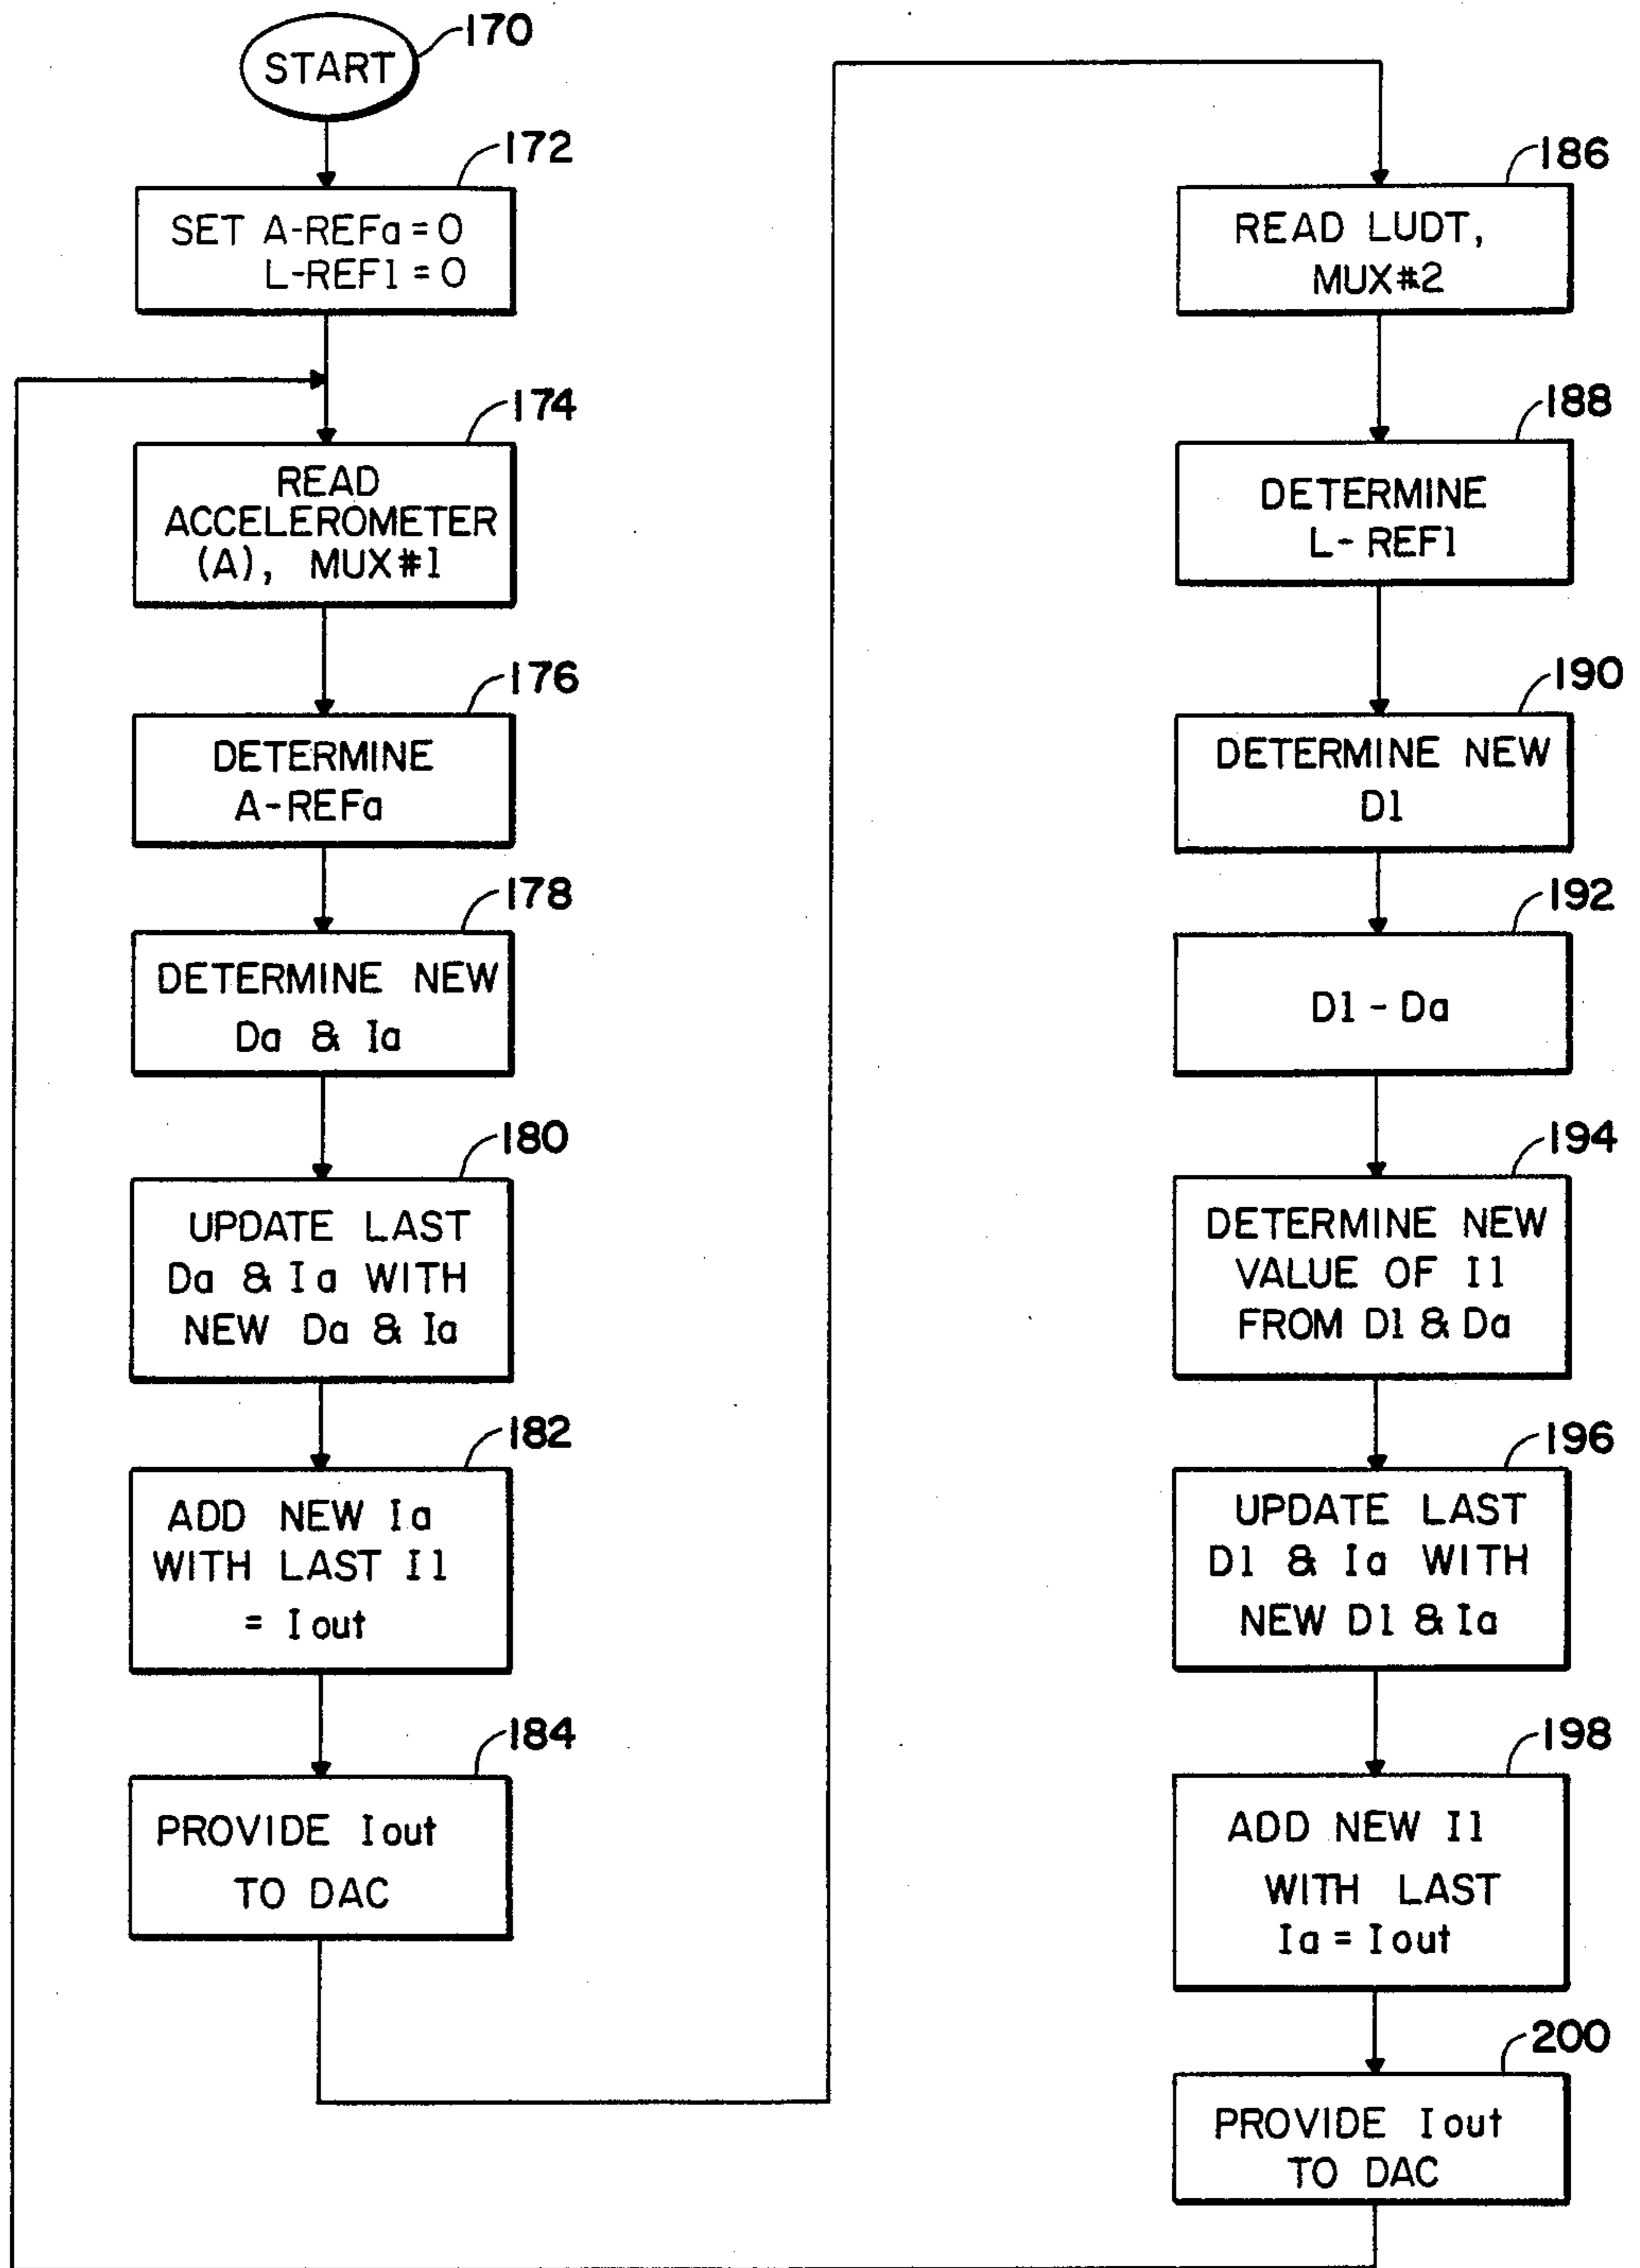 START
170
172
SET A-REFa = 0
L-REF1 = 0
174
READ
ACCELEROMETER
(A), MUX#1
176
DETERMINE
A-REFa
178
DETERMINE NEW
Da & Ia
180
UPDATE LAST
Da & Ia WITH
NEW Da & Ia
182
ADD NEW Ia
WITH LAST I1
= Iout
184
PROVIDE Iout
TO DAC
186
READ LUDT,
MUX#2
188
DETERMINE
L-REF1
190
DETERMINE NEW
D1
192
D1 - Da
194
DETERMINE NEW
VALUE OF I1
FROM D1 & Da
196
UPDATE LAST
D1 & Ia WITH
NEW D1 & Ia
198
ADD NEW I1
WITH LAST
Ia = Iout
200
PROVIDE Iout
TO DAC